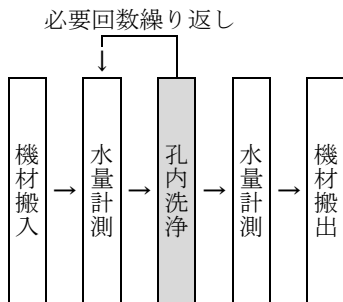 必要回数繰り返し
機材搬入
→
水量計測
→
孔内洗浄
→
水量計測
→
機材搬出